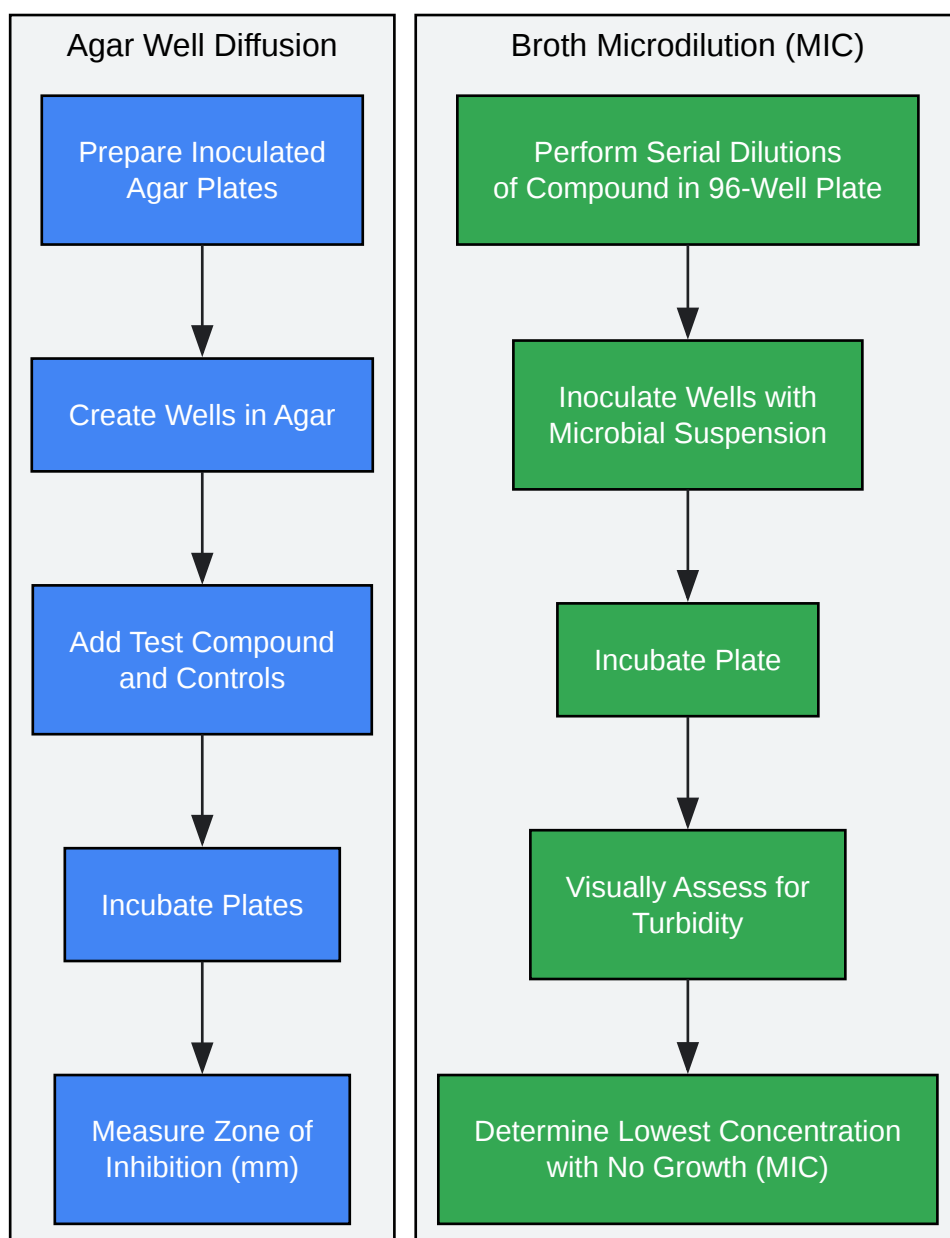 Agar Well Diffusion
Prepare Inoculated
Agar Plates
Create Wells in Agar
Add Test Compound
and Controls
Incubate Plates
Measure Zone of
Inhibition (mm)
Broth Microdilution (MIC)
Perform Serial Dilutions
of Compound in 96-Well Plate
Inoculate Wells with
Microbial Suspension
Incubate Plate
Visually Assess for
Turbidity
Determine Lowest Concentration
with No Growth (MIC)